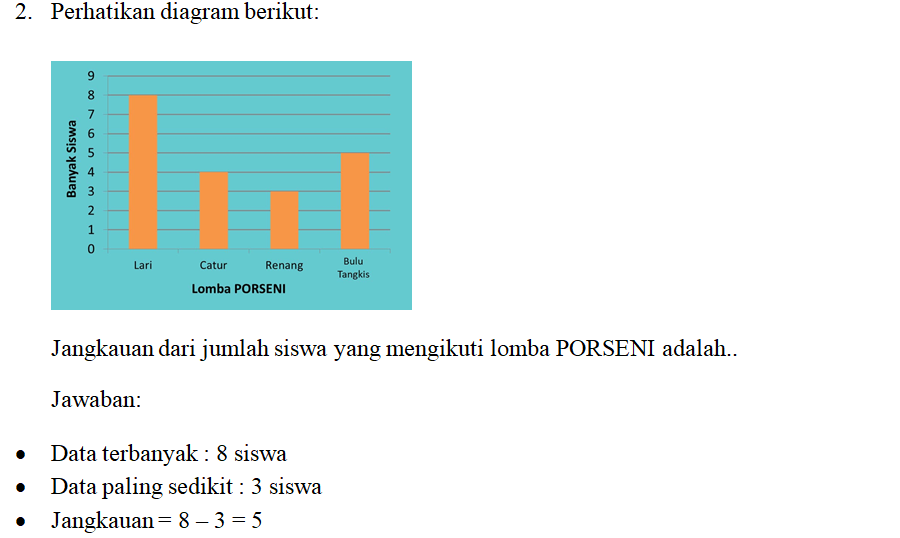 2. Perhatikan diagram berikut:
9
8
7
6
5
4
3
2
1
0
Banyak Siswa
Lari
Catur
Renang
Bulu
Tangkis
Lomba PORSENI
Jangkauan dari jumlah siswa yang mengikuti lomba PORSENI adalah..
Jawaban:
• Data terbanyak : 8 siswa
• Data paling sedikit : 3 siswa
• Jangkauan = 8 – 3 = 5